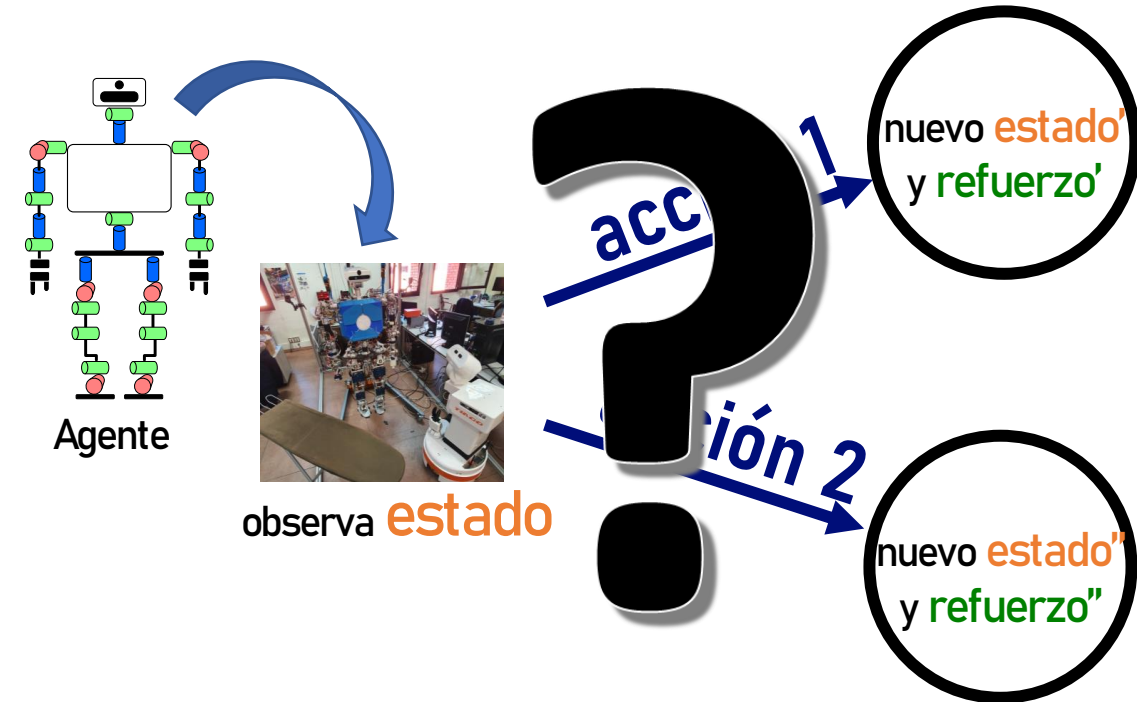 Agente
observa estado
acc 1
ción 2
nuevo estado'
y refuerzo'
nuevo estado"
y refuerzo"